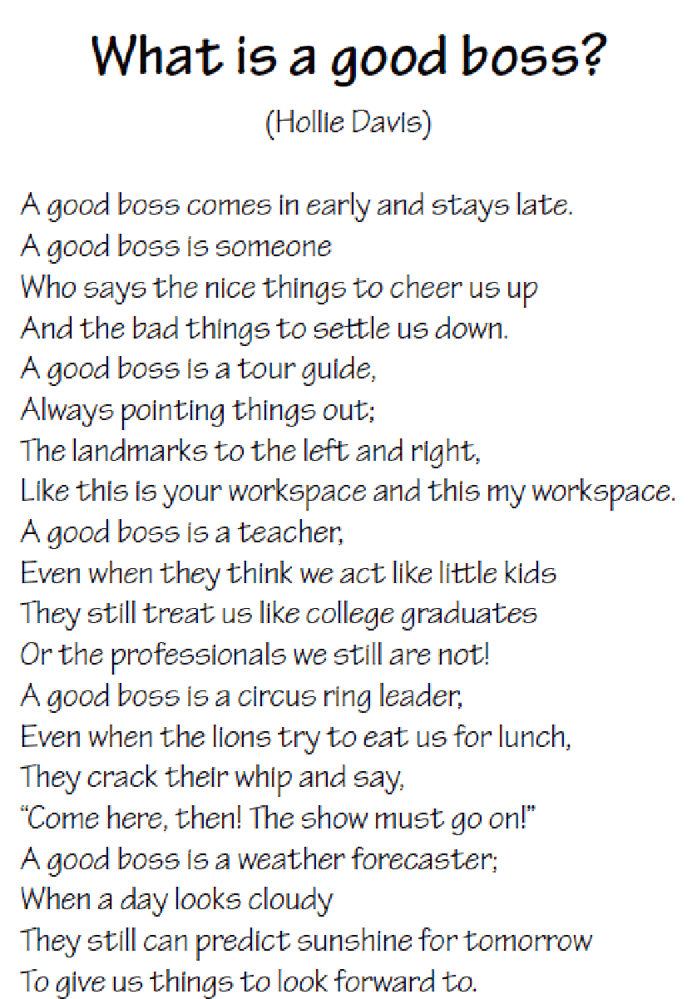 What is a good boss?
(Hollie Davis)
A good boss comes in early and stays late.
A good boss is someone
Who says the nice things to cheer us up
And the bad things to settle us down.
A good boss is a tour guide,
Always pointing things out;
The landmarks to the left and right,
Like this is your workspace and this my workspace.
A good boss is a teacher,
Even when they think we act like little kids
They still treat us like college graduates
Or the professionals we still are not!
A good boss is a circus ring leader,
Even when the lions try to eat us for lunch,
They crack their whip and say,
“Come here, then! The show must go on!”
A good boss is a weather forecaster;
When a day looks cloudy
They still can predict sunshine for tomorrow
To give us things to look forward to.